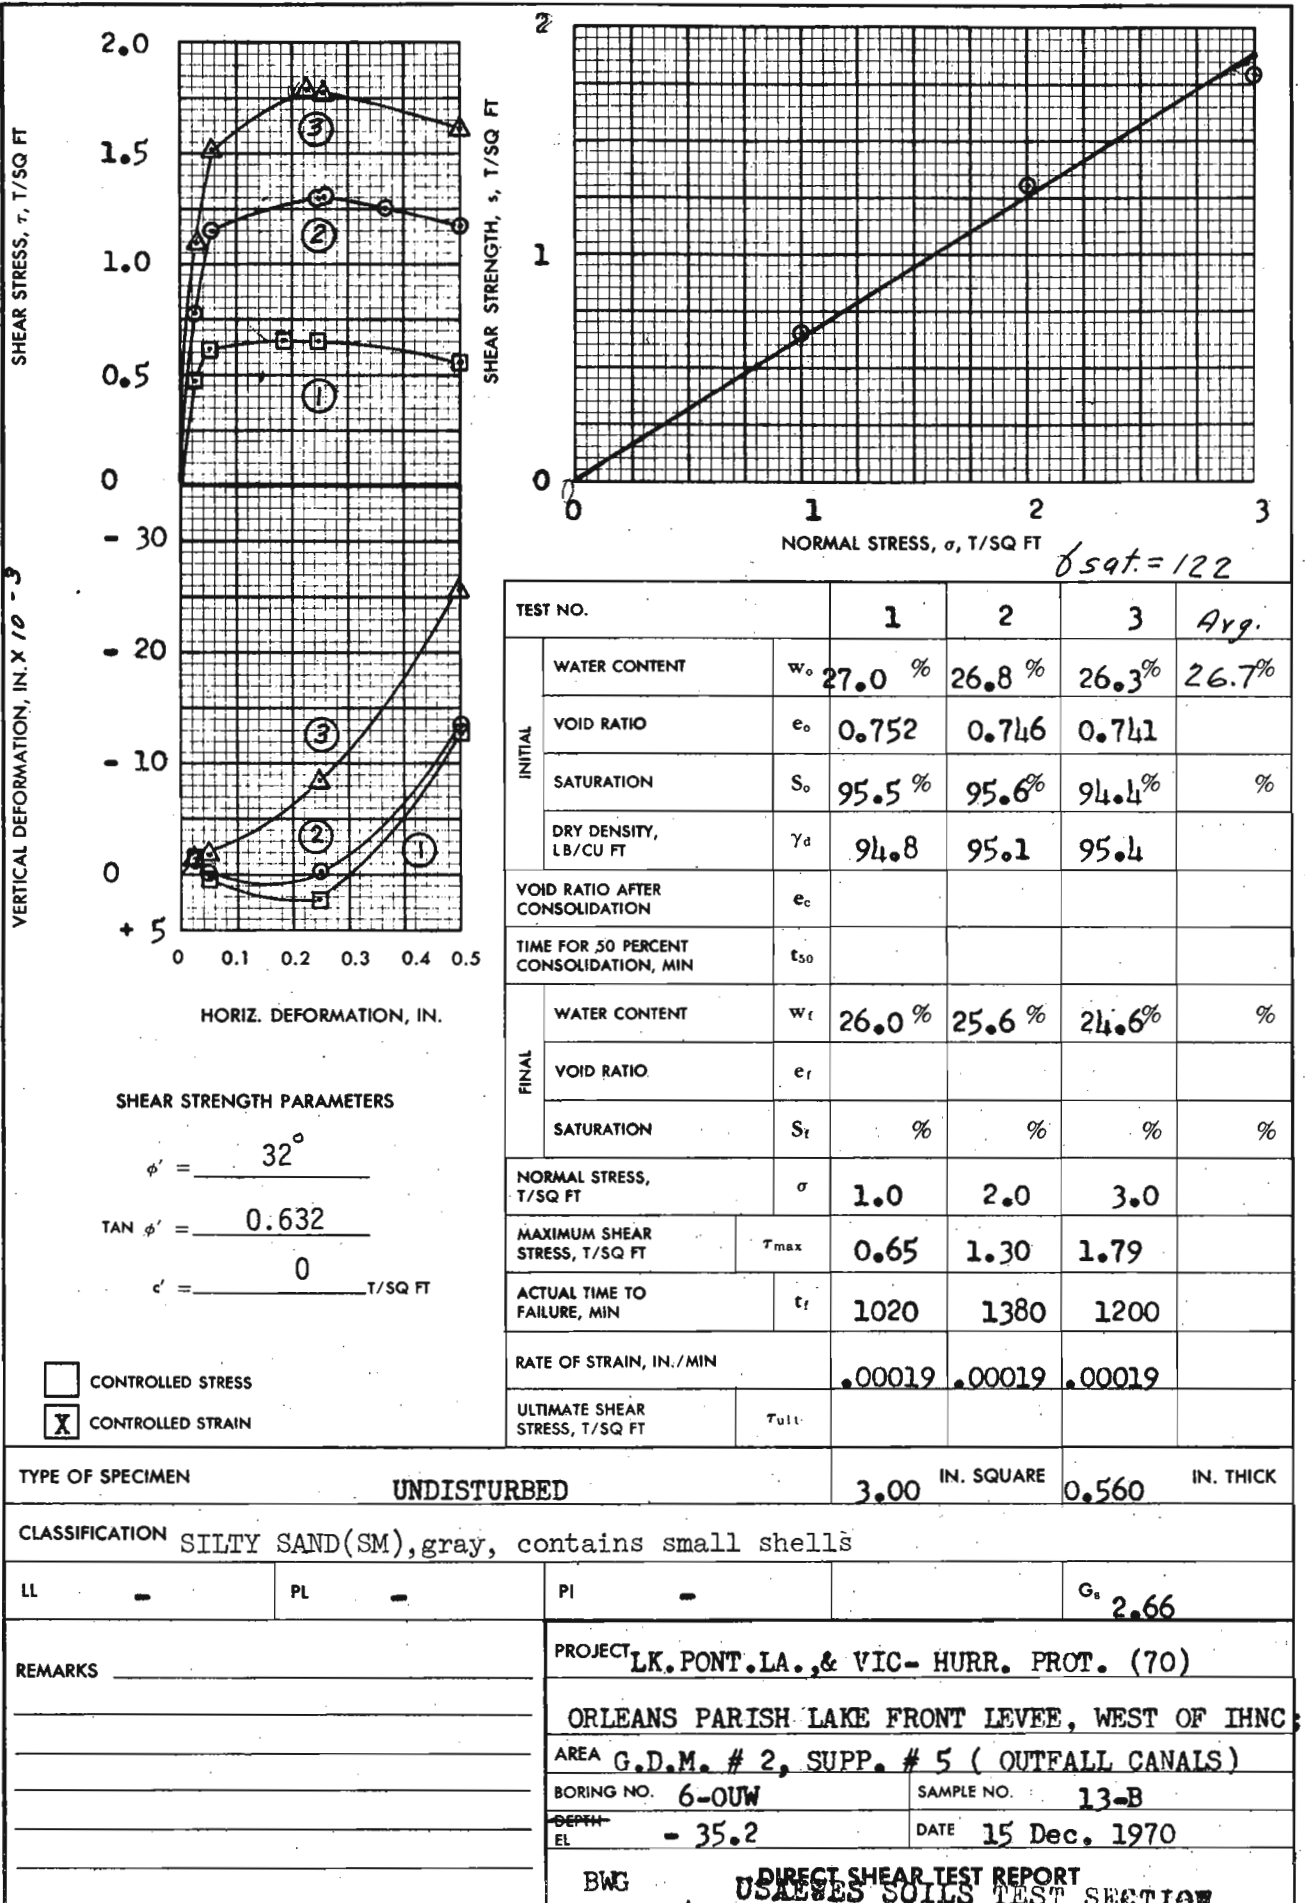 2.0
1.5
1.0
0.5
0
SHEAR STRESS, τ, T/SQ FT
③
②
①
- 30
- 20
- 10
0
+ 5
VERTICAL DEFORMATION, IN. X 10 -3
③
②
①
0 0.1 0.2 0.3 0.4 0.5
HORIZ. DEFORMATION, IN.
2
1
0
SHEAR STRENGTH, s, T/SQ FT
0 1 2 3
NORMAL STRESS, σ, T/SQ FT
γsat.=122
SHEAR STRENGTH PARAMETERS
φ' = 32°
TAN φ' = 0.632
c' = 0 T/SQ FT
CONTROLLED STRESS
X CONTROLLED STRAIN
TEST NO. 1 2 3 Avg.
INITIAL
WATER CONTENT wₒ 27.0 % 26.8 % 26.3% 26.7%
VOID RATIO eₒ 0.752 0.746 0.741
SATURATION Sₒ 95.5 % 95.6% 94.4% %
DRY DENSITY, LB/CU FT γd 94.8 95.1 95.4
VOID RATIO AFTER CONSOLIDATION ec
TIME FOR 50 PERCENT CONSOLIDATION, MIN t50
FINAL
WATER CONTENT wf 26.0 % 25.6 % 24.6% %
VOID RATIO ef
SATURATION Sf % % % %
NORMAL STRESS, T/SQ FT σ 1.0 2.0 3.0
MAXIMUM SHEAR STRESS, T/SQ FT τmax 0.65 1.30 1.79
ACTUAL TIME TO FAILURE, MIN tf 1020 1380 1200
RATE OF STRAIN, IN./MIN .00019 .00019 .00019
ULTIMATE SHEAR STRESS, T/SQ FT τult
TYPE OF SPECIMEN UNDISTURBED 3.00 IN. SQUARE 0.560 IN. THICK
CLASSIFICATION SILTY SAND(SM),gray, contains small shells
LL - PL - PI - Gs 2.66
REMARKS
PROJECT LK.PONT.LA.,& VIC- HURR. PROT. (70)
ORLEANS PARISH LAKE FRONT LEVEE, WEST OF IHNC;
AREA G.D.M. # 2, SUPP. # 5 ( OUTFALL CANALS)
BORING NO. 6-OUW SAMPLE NO. 13-B
DEPTH
EL - 35.2 DATE 15 Dec. 1970
BWG DIRECT SHEAR TEST REPORT
USAEWES SOILS TEST SECTION